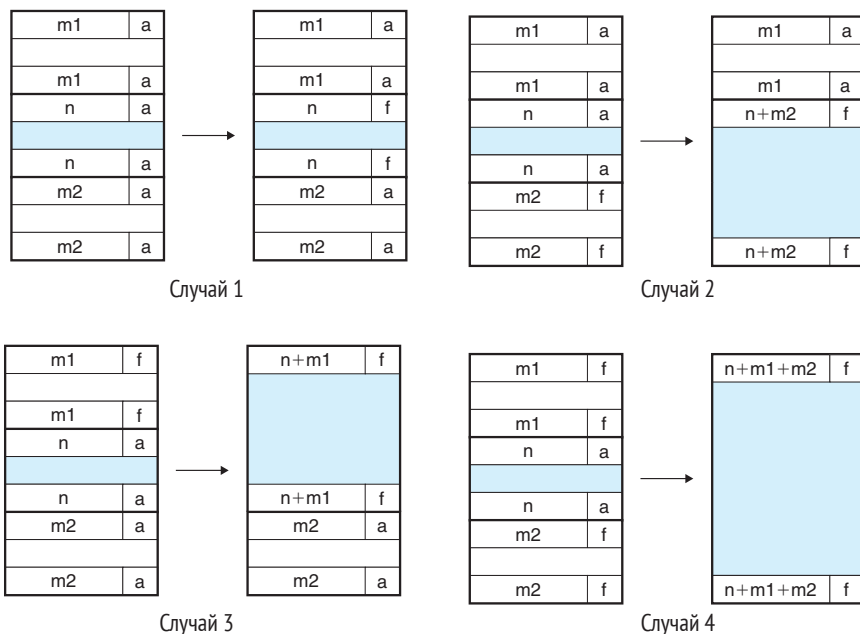 m1 a
m1 a
n a
n a
m2 a
m2 a
m1 a
m1 a
n f
n f
m2 a
m2 a
Случай 1
m1 a
m1 a
n a
n a
m2 f
m2 f
m1 a
m1 a
n+m2 f
n+m2 f
Случай 2
m1 f
m1 f
n a
n a
m2 a
m2 a
n+m1 f
n+m1 f
m2 a
m2 a
Случай 3
m1 f
m1 f
n a
n a
m2 f
m2 f
n+m1+m2 f
n+m1+m2 f
Случай 4